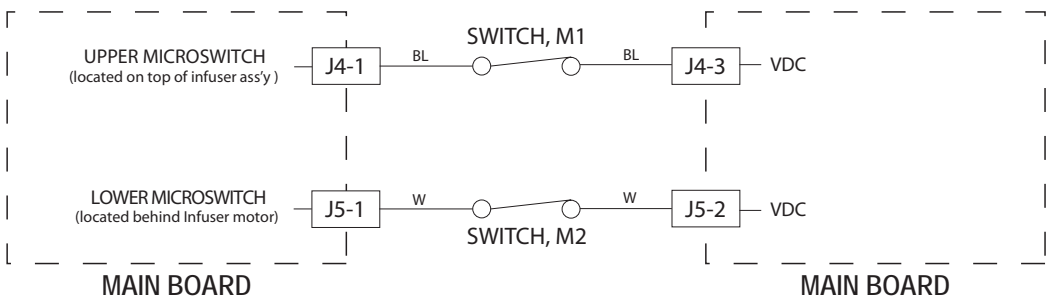 SWITCH, M1
UPPER MICROSWITCH
(located on top of infuser ass'y )
J4-1
BL
BL
J4-3
VDC
LOWER MICROSWITCH
(located behind Infuser motor)
J5-1
W
W
J5-2
VDC
SWITCH, M2
MAIN BOARD
MAIN BOARD